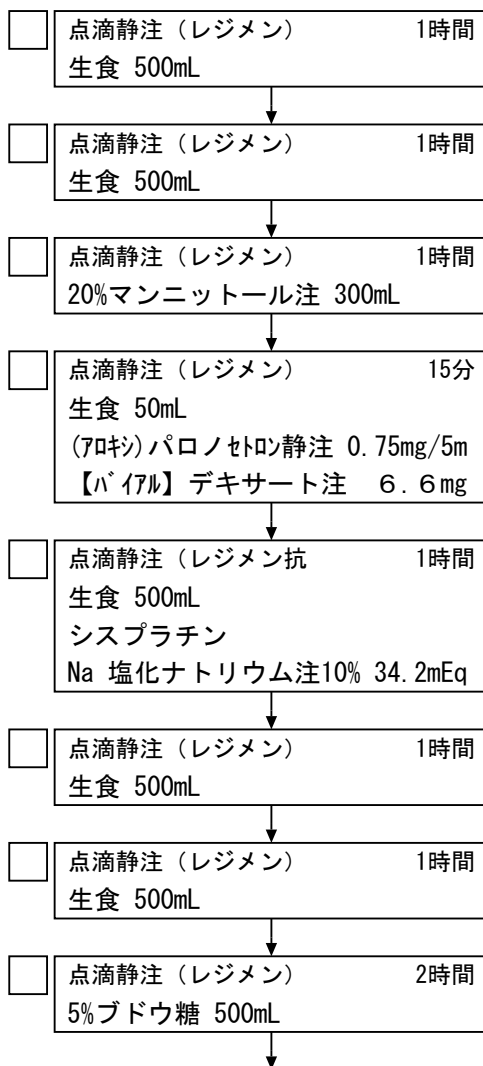 点滴静注（レジメン） 1時間
生食 500mL
点滴静注（レジメン） 1時間
生食 500mL
点滴静注（レジメン） 1時間
20%マンニットール注 300mL
点滴静注（レジメン） 15分
生食 50mL
(ｱﾛｷｼ)パロノｾﾄﾛﾝ静注 0.75mg/5m
【ﾊﾞｲｱﾙ】デキサート注　６.６mg
点滴静注（レジメン抗 1時間
生食 500mL
シスプラチン
Na 塩化ナトリウム注10% 34.2mEq
点滴静注（レジメン） 1時間
生食 500mL
点滴静注（レジメン） 1時間
生食 500mL
点滴静注（レジメン） 2時間
5%ブドウ糖 500mL